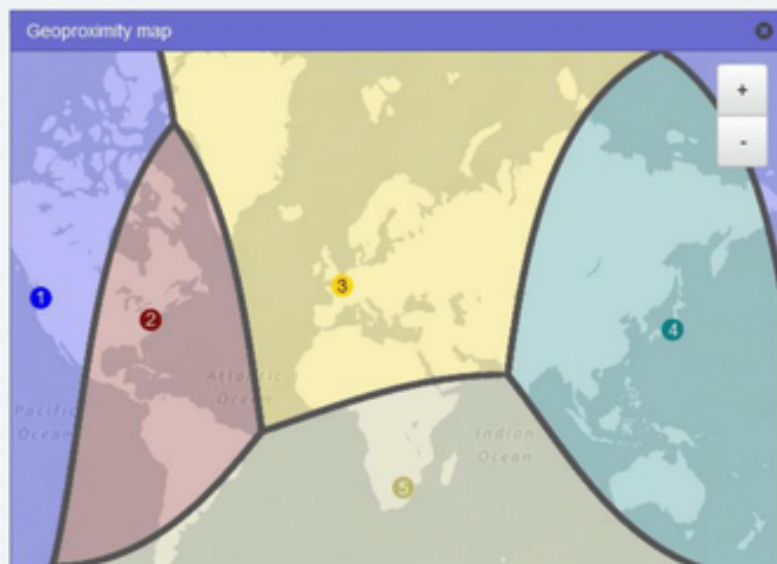 Geoproximity map
+
-
1
2
3
4
5
Atlantic
Ocean
Pacific
Ocean
Indian
Ocean